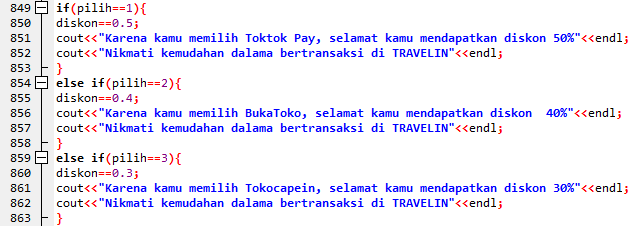 849 if(pilih==1){
850 diskon==0.5;
851 cout<<"Karena kamu memilih Toktok Pay, selamat kamu mendapatkan diskon 50%"<<endl;
852 cout<<"Nikmati kemudahan dalama bertransaksi di TRAVELIN"<<endl;
853 }
854 else if(pilih==2){
855 diskon==0.4;
856 cout<<"Karena kamu memilih BukaToko, selamat kamu mendapatkan diskon  40%"<<endl;
857 cout<<"Nikmati kemudahan dalama bertransaksi di TRAVELIN"<<endl;
858 }
859 else if(pilih==3){
860 diskon==0.3;
861 cout<<"Karena kamu memilih Tokocapein, selamat kamu mendapatkan diskon 30%"<<endl;
862 cout<<"Nikmati kemudahan dalama bertransaksi di TRAVELIN"<<endl;
863 }